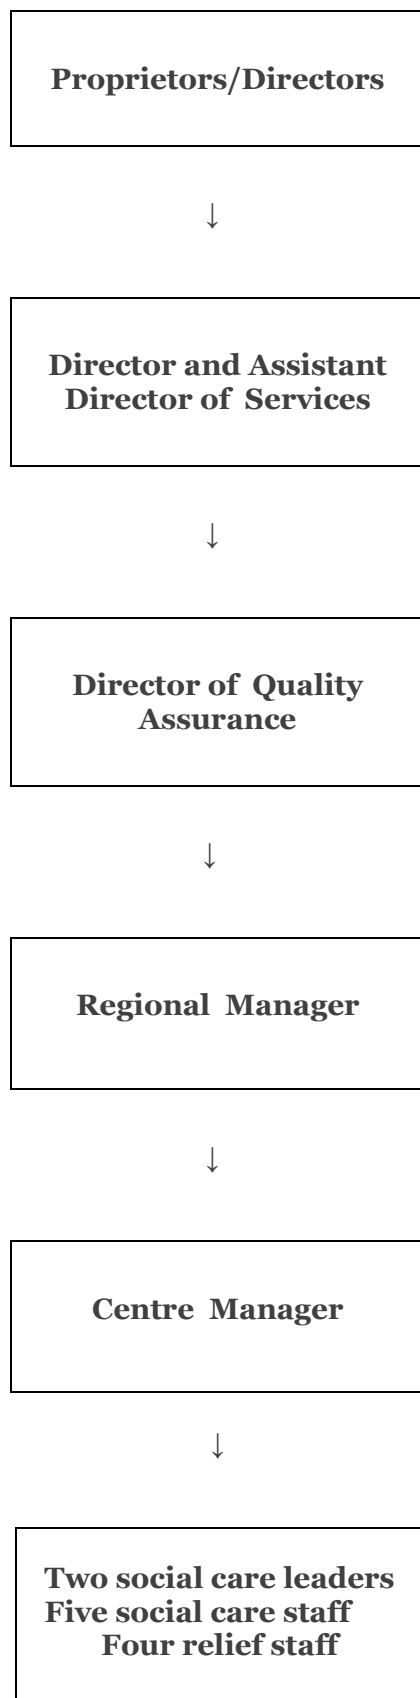 Proprietors/Directors
↓
Director and Assistant
Director of Services
↓
Director of Quality
Assurance
↓
Regional Manager
↓
Centre Manager
↓
Two social care leaders
Five social care staff
Four relief staff